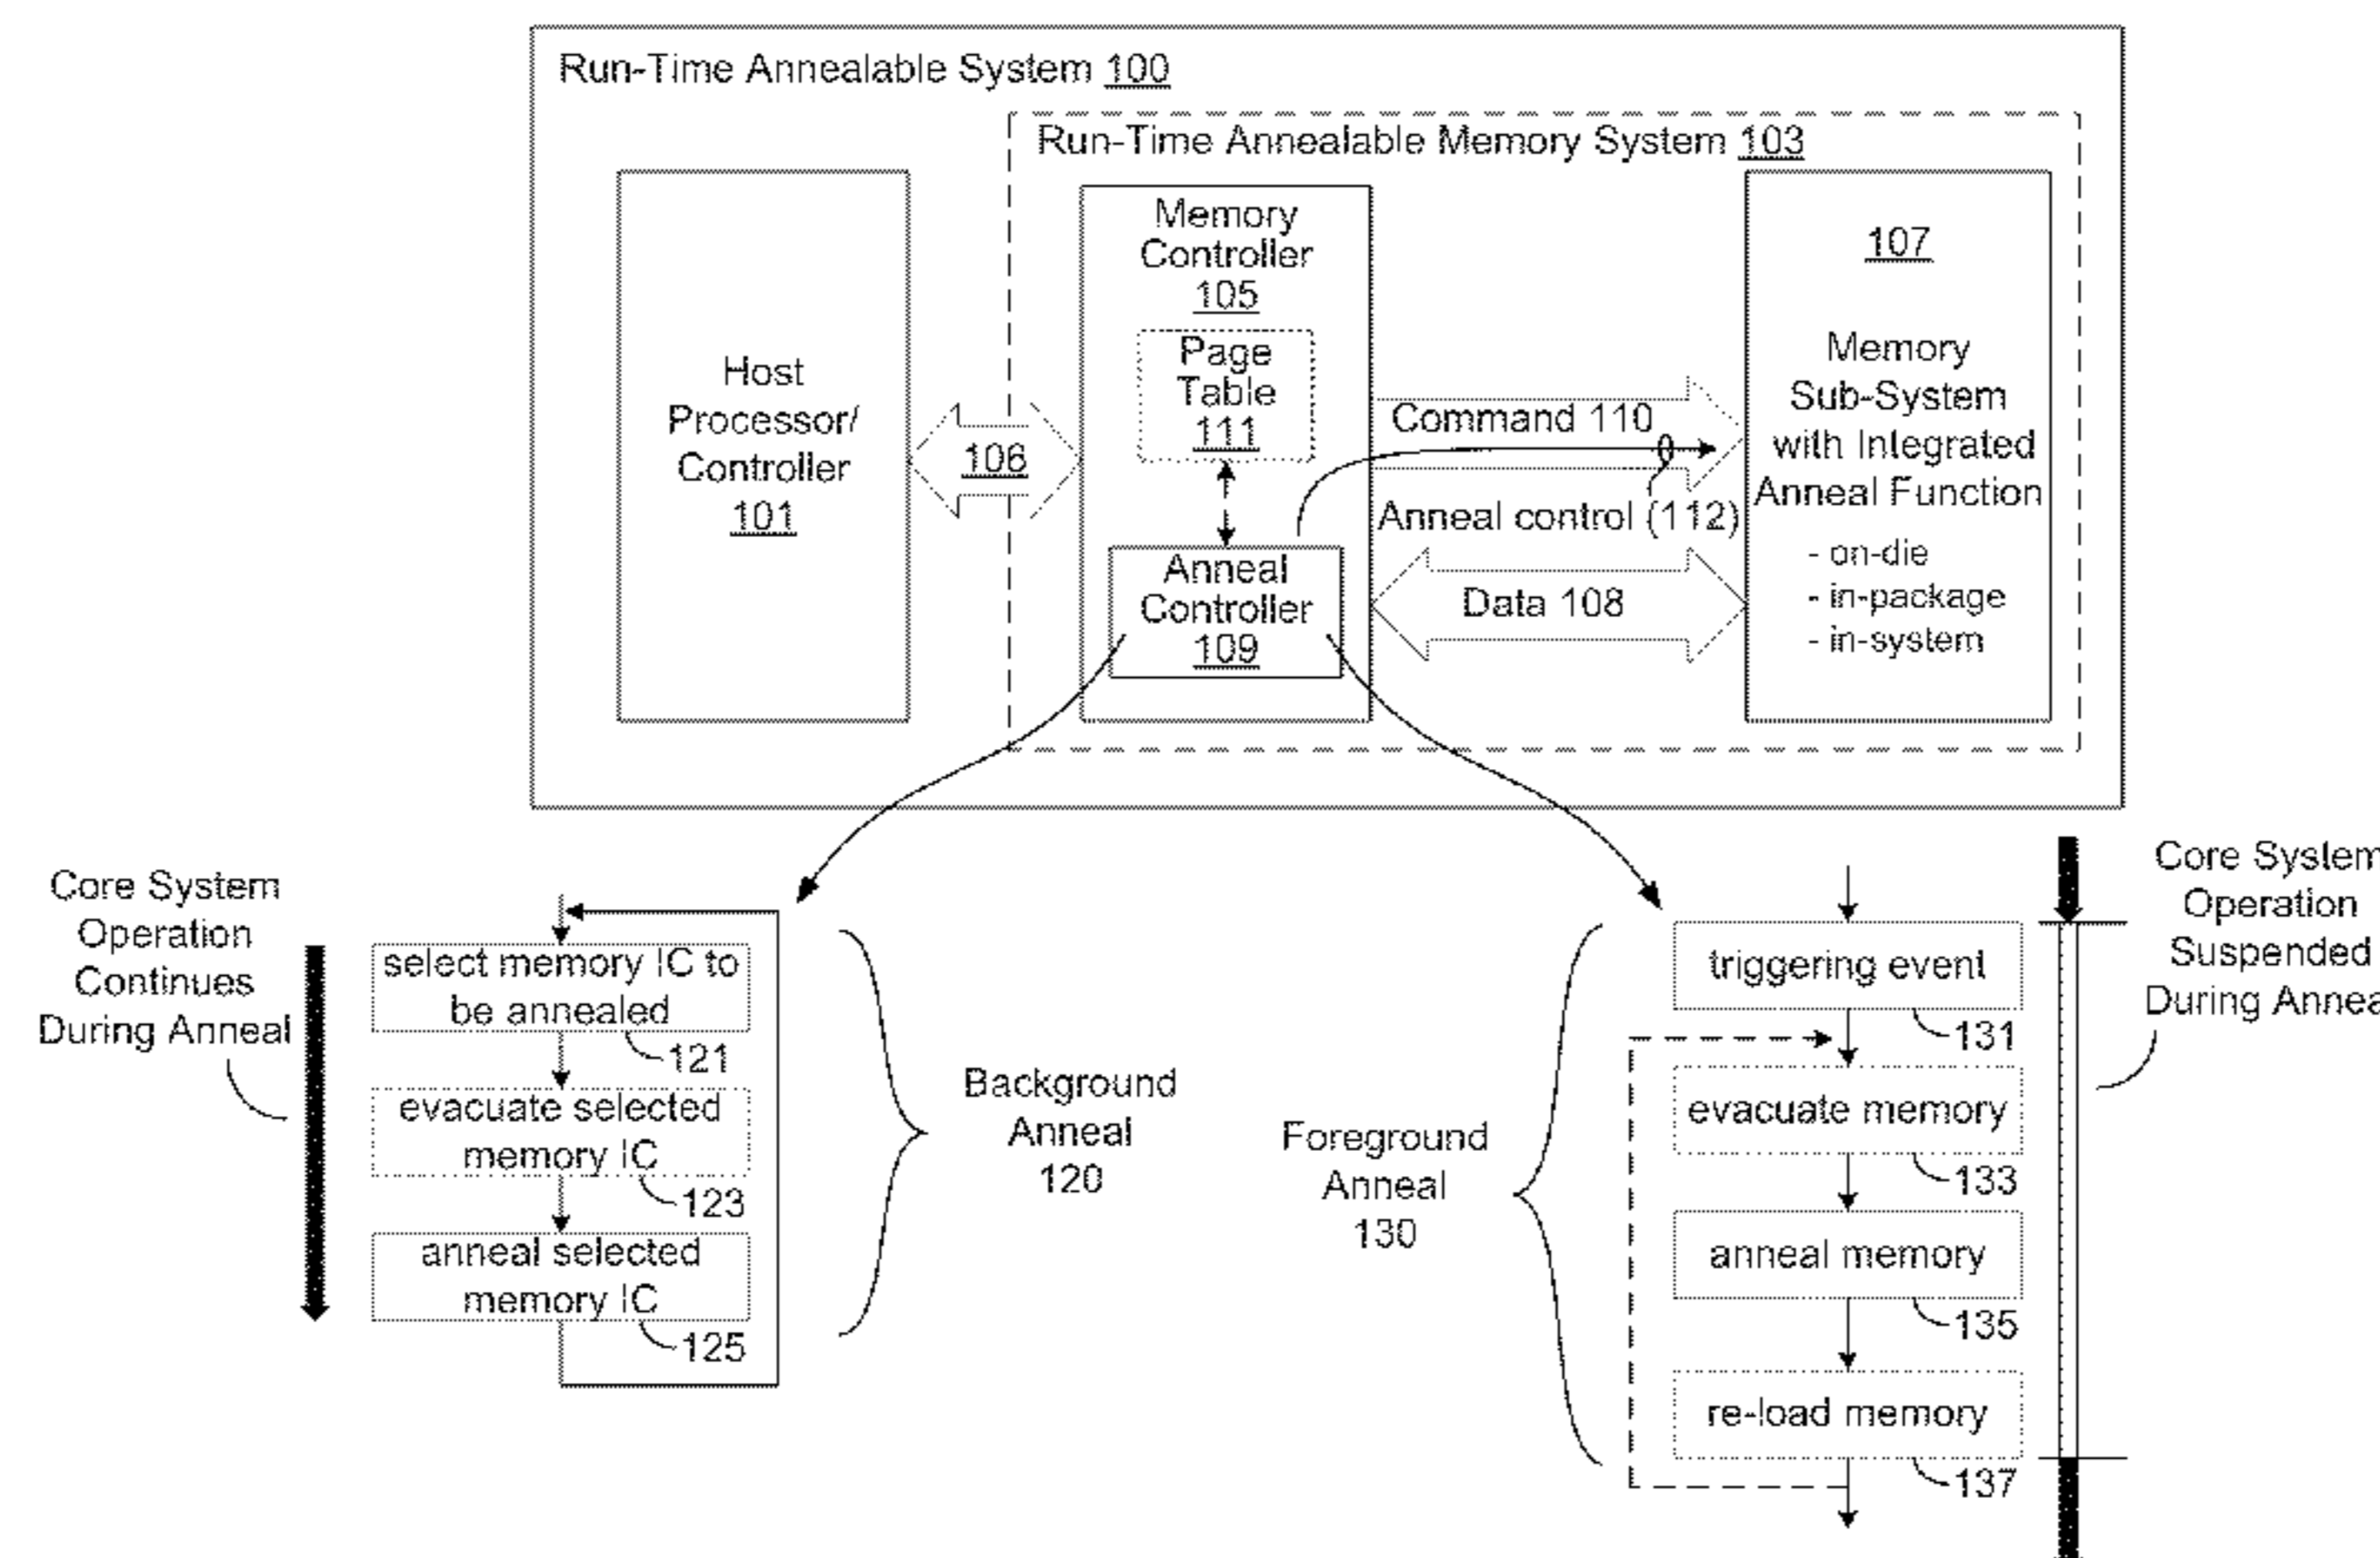 Run-Time Annealable System 100
Run-Time Annealable Memory System 103
Host
Processor/
Controller
101
106
Memory
Controller
105
Page
Table
111
Anneal
Controller
109
Command 110
Anneal control (112)
Data 108
107
Memory
Sub-System
with Integrated
Anneal Function
- on-die
- in-package
- in-system
Core System
Operation
Continues
During Anneal
select memory IC to
be annealed
121
evacuate selected
memory IC
123
anneal selected
memory IC
125
Background
Anneal
120
Foreground
Anneal
130
triggering event
131
evacuate memory
133
anneal memory
135
re-load memory
137
Core System
Operation
Suspended
During Annea